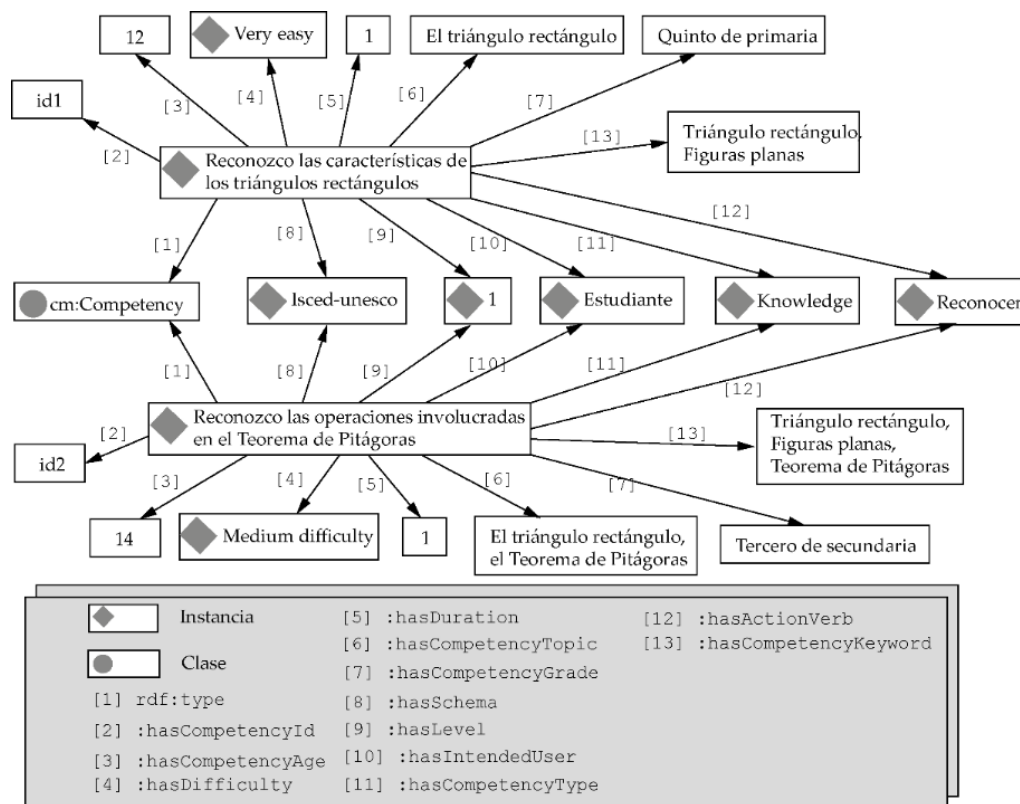 12
Very easy
1
El triángulo rectángulo
Quinto de primaria
id1
[3]
[4]
[5]
[6]
[7]
[2]
[13]
Triángulo rectángulo,
Figuras planas
Reconozco las características de
los triángulos rectángulos
[1]
[8]
[9]
[10]
[11]
[12]
cm:Competency
Isced-unesco
1
Estudiante
Knowledge
Reconocer
[1]
[8]
[9]
[10]
[11]
[12]
Reconozco las operaciones involucradas
en el Teorema de Pitágoras
[2]
id2
[13]
Triángulo rectángulo,
Figuras planas,
Teorema de Pitágoras
[3]
[4]
[5]
[6]
[7]
14
Medium difficulty
1
El triángulo rectángulo,
el Teorema de Pitágoras
Tercero de secundaria
Instancia
Clase
[1] rdf:type
[2] :hasCompetencyId
[3] :hasCompetencyAge
[4] :hasDifficulty
[5] :hasDuration
[6] :hasCompetencyTopic
[7] :hasCompetencyGrade
[8] :hasSchema
[9] :hasLevel
[10] :hasIntendedUser
[11] :hasCompetencyType
[12] :hasActionVerb
[13] :hasCompetencyKeyword